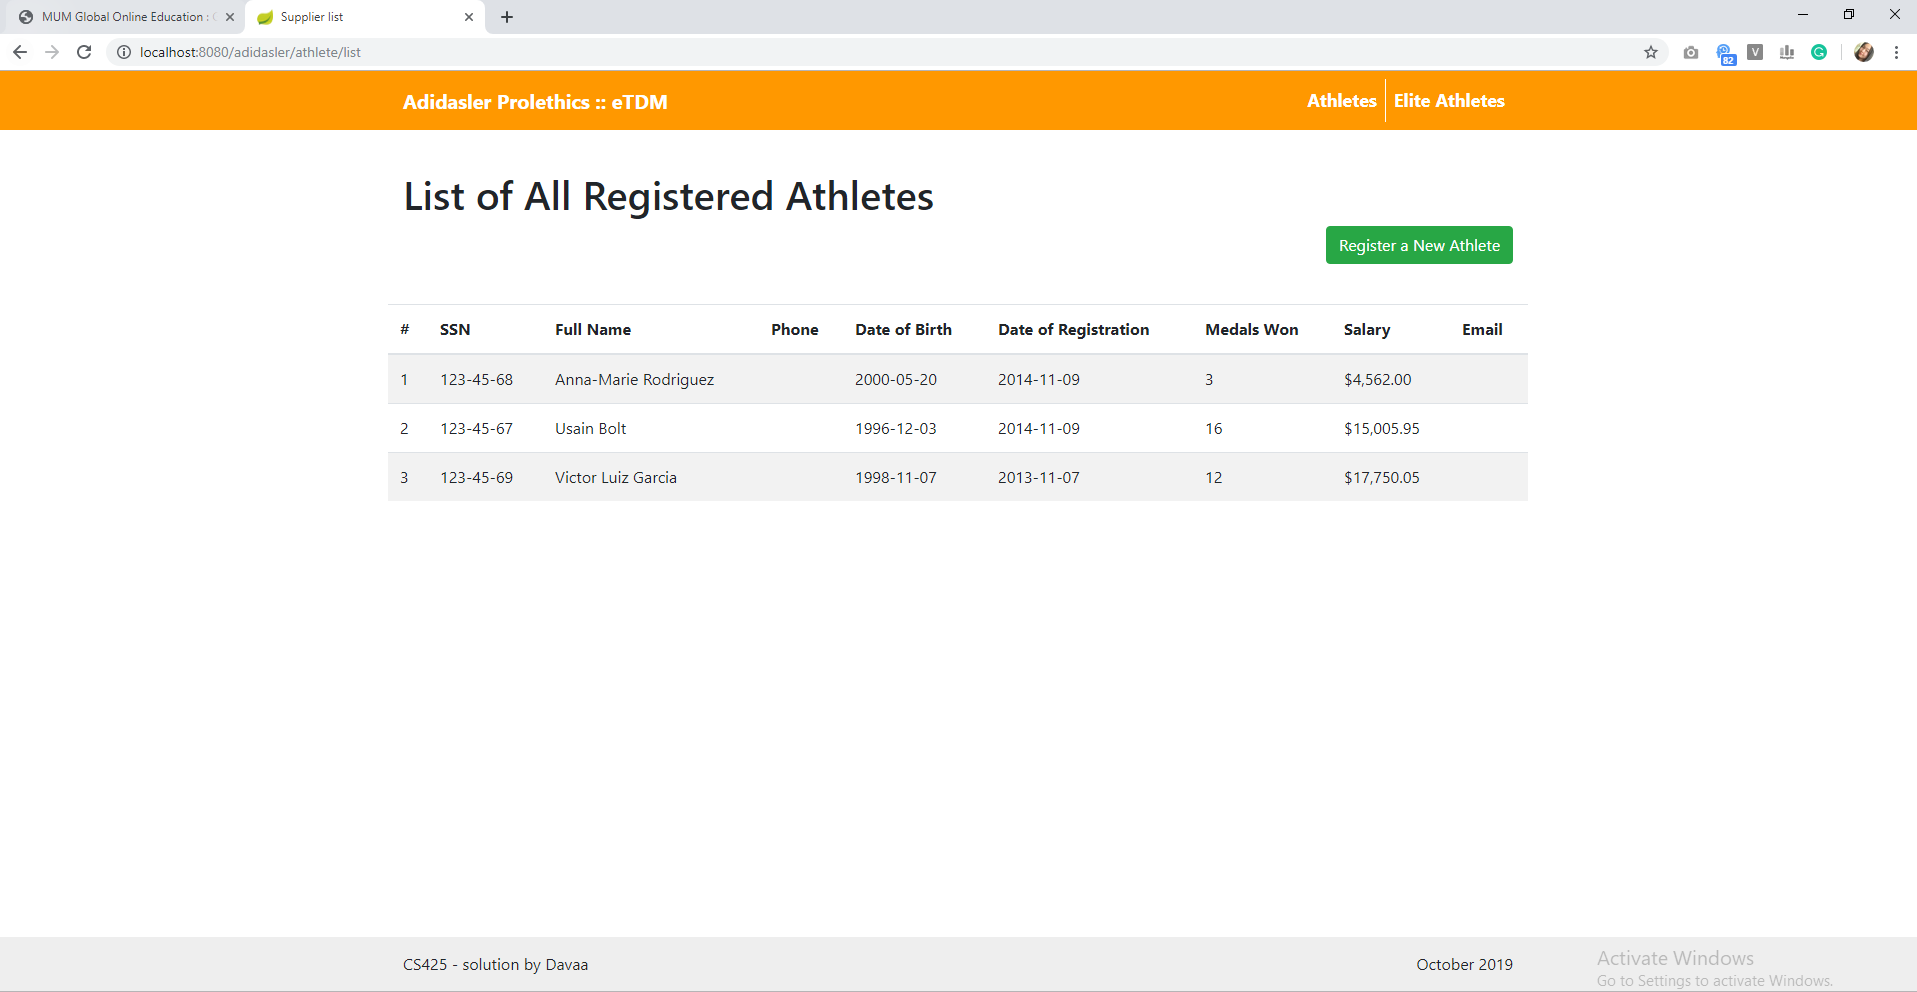 MUM Global Online Education :
Supplier list
localhost:8080/adidasler/athlete/list
82
V
Adidasler Prolethics :: eTDM
Athletes
Elite Athletes
List of All Registered Athletes
Register a New Athlete
# SSN Full Name Phone Date of Birth Date of Registration Medals Won Salary Email
1 123-45-68 Anna-Marie Rodriguez 2000-05-20 2014-11-09 3 $4,562.00
2 123-45-67 Usain Bolt 1996-12-03 2014-11-09 16 $15,005.95
3 123-45-69 Victor Luiz Garcia 1998-11-07 2013-11-07 12 $17,750.05
CS425 - solution by Davaa
October 2019
Activate Windows
Go to Settings to activate Windows.